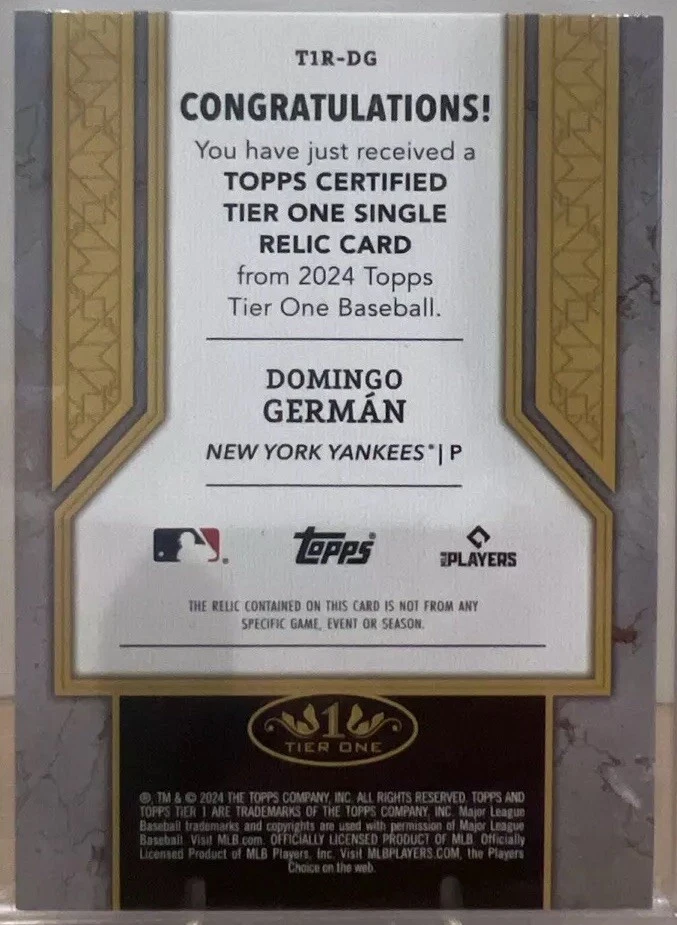 T1R-DG
CONGRATULATIONS!
You have just received a
TOPPS CERTIFIED
TIER ONE SINGLE
RELIC CARD
from 2024 Topps
Tier One Baseball.
DOMINGO
GERMÁN
NEW YORK YANKEES® | P
Topps® PLAYERS
THE RELIC CONTAINED ON THIS CARD IS NOT FROM ANY
SPECIFIC GAME, EVENT OR SEASON.
1
TIER ONE
®, TM & © 2024 THE TOPPS COMPANY, INC. ALL RIGHTS RESERVED. TOPPS AND
TOPPS TIER 1 ARE TRADEMARKS OF THE TOPPS COMPANY, INC. Major League
Baseball trademarks and copyrights are used with permission of Major League
Baseball. Visit MLB.com. OFFICIALLY LICENSED PRODUCT OF MLB. Officially
Licensed Product of MLB Players, Inc. Visit MLBPLAYERS.COM, the Players
Choice on the web.